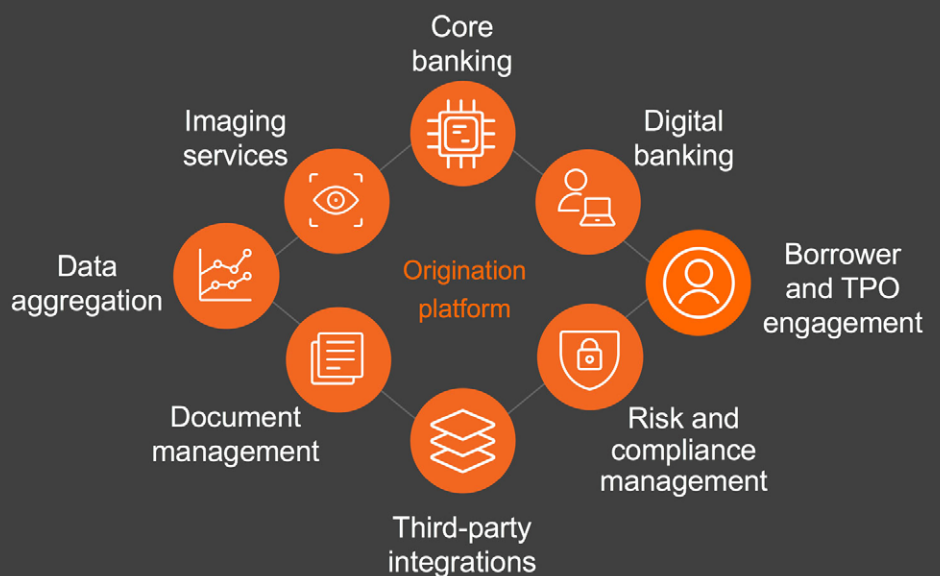 Core
banking
Imaging
services
Digital
banking
Data
aggregation
Origination
platform
Borrower
and TPO
engagement
Document
management
Risk and
compliance
management
Third-party
integrations